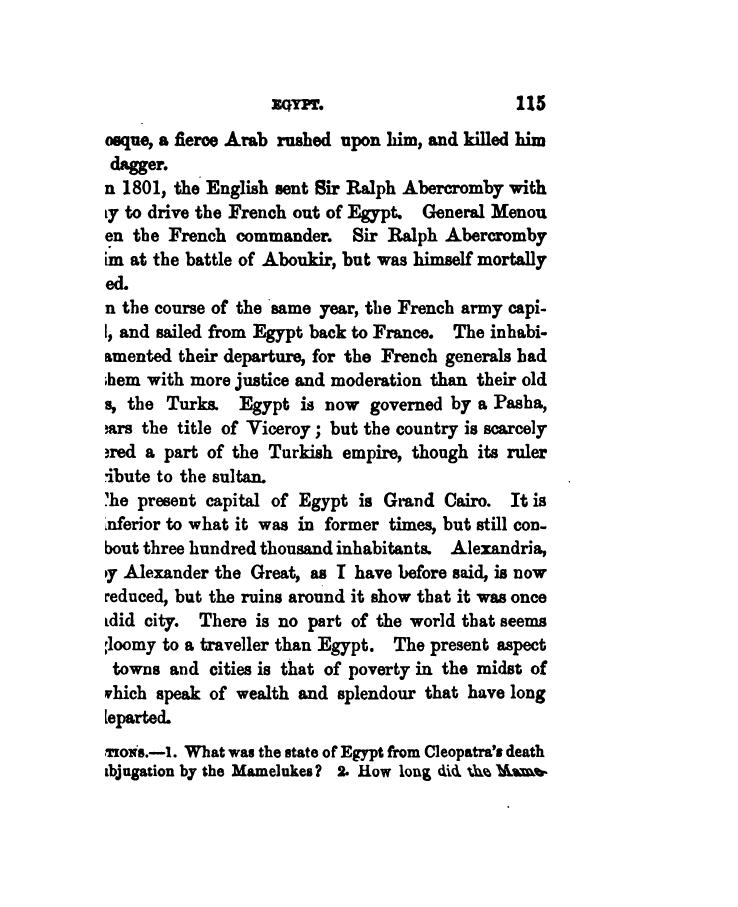 EGYPT. 115
osque, a fierce Arab rushed upon him, and killed him
dagger.
n 1801, the English sent Sir Ralph Abercromby with
y to drive the French out of Egypt. General Menou
en the French commander. Sir Ralph Abercromby
im at the battle of Aboukir, but was himself mortally
ed.
n the course of the same year, the French army capi-
, and sailed from Egypt back to France. The inhabi-
amented their departure, for the French generals had
hem with more justice and moderation than their old
s, the Turks. Egypt is now governed by a Pasha,
ears the title of Viceroy; but the country is scarcely
ered a part of the Turkish empire, though its ruler
ribute to the sultan.
he present capital of Egypt is Grand Cairo. It is
inferior to what it was in former times, but still con-
bout three hundred thousand inhabitants. Alexandria,
y Alexander the Great, as I have before said, is now
reduced, but the ruins around it show that it was once
did city. There is no part of the world that seems
gloomy to a traveller than Egypt. The present aspect
towns and cities is that of poverty in the midst of
which speak of wealth and splendour that have long
departed.
TIONS.—1. What was the state of Egypt from Cleopatra's death
bjugation by the Mamelukes? 2. How long did the Mame-